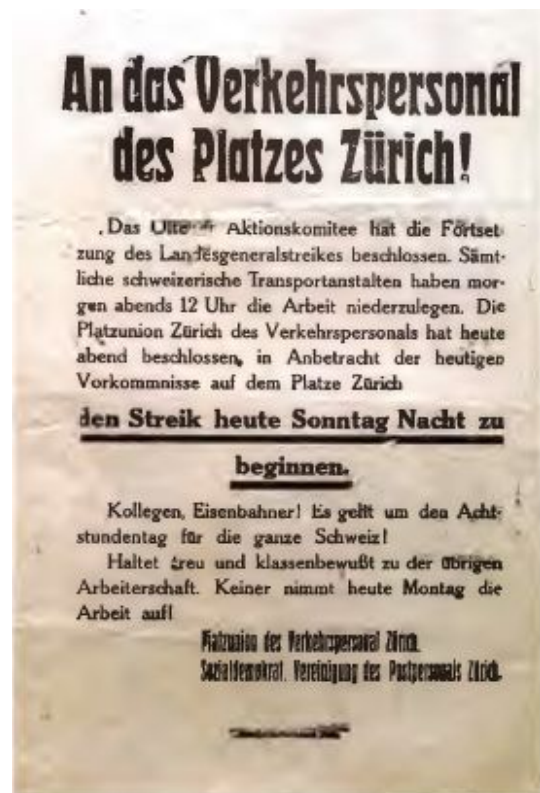 An das Verkehrspersonal
des Platzes Zürich!
Das Aktionskomitee hat die Fortset-
zung des Landesgeneralstreikes beschlossen. Sämt-
liche schweizerische Transportanstalten haben mor-
gen abends 12 Uhr die Arbeit niederzulegen. Die
Platzunion Zürich des Verkehrspersonals hat heute
abend beschlossen, in Anbetracht der heutigen
Vorkommnisse auf dem Platze Zürich
den Streik heute Sonntag Nacht zu
beginnen.
Kollegen, Eisenbahner! Es geht um den Acht-
stundentag für die ganze Schweiz!
Haltet treu und klassenbewußt zu der übrigen
Arbeiterschaft. Keiner nimmt heute Montag die
Arbeit auf!
Platzunion des Verkehrspersonal Zürich.
Sozialdemokrat. Vereinigung des Postpersonals Zürich.